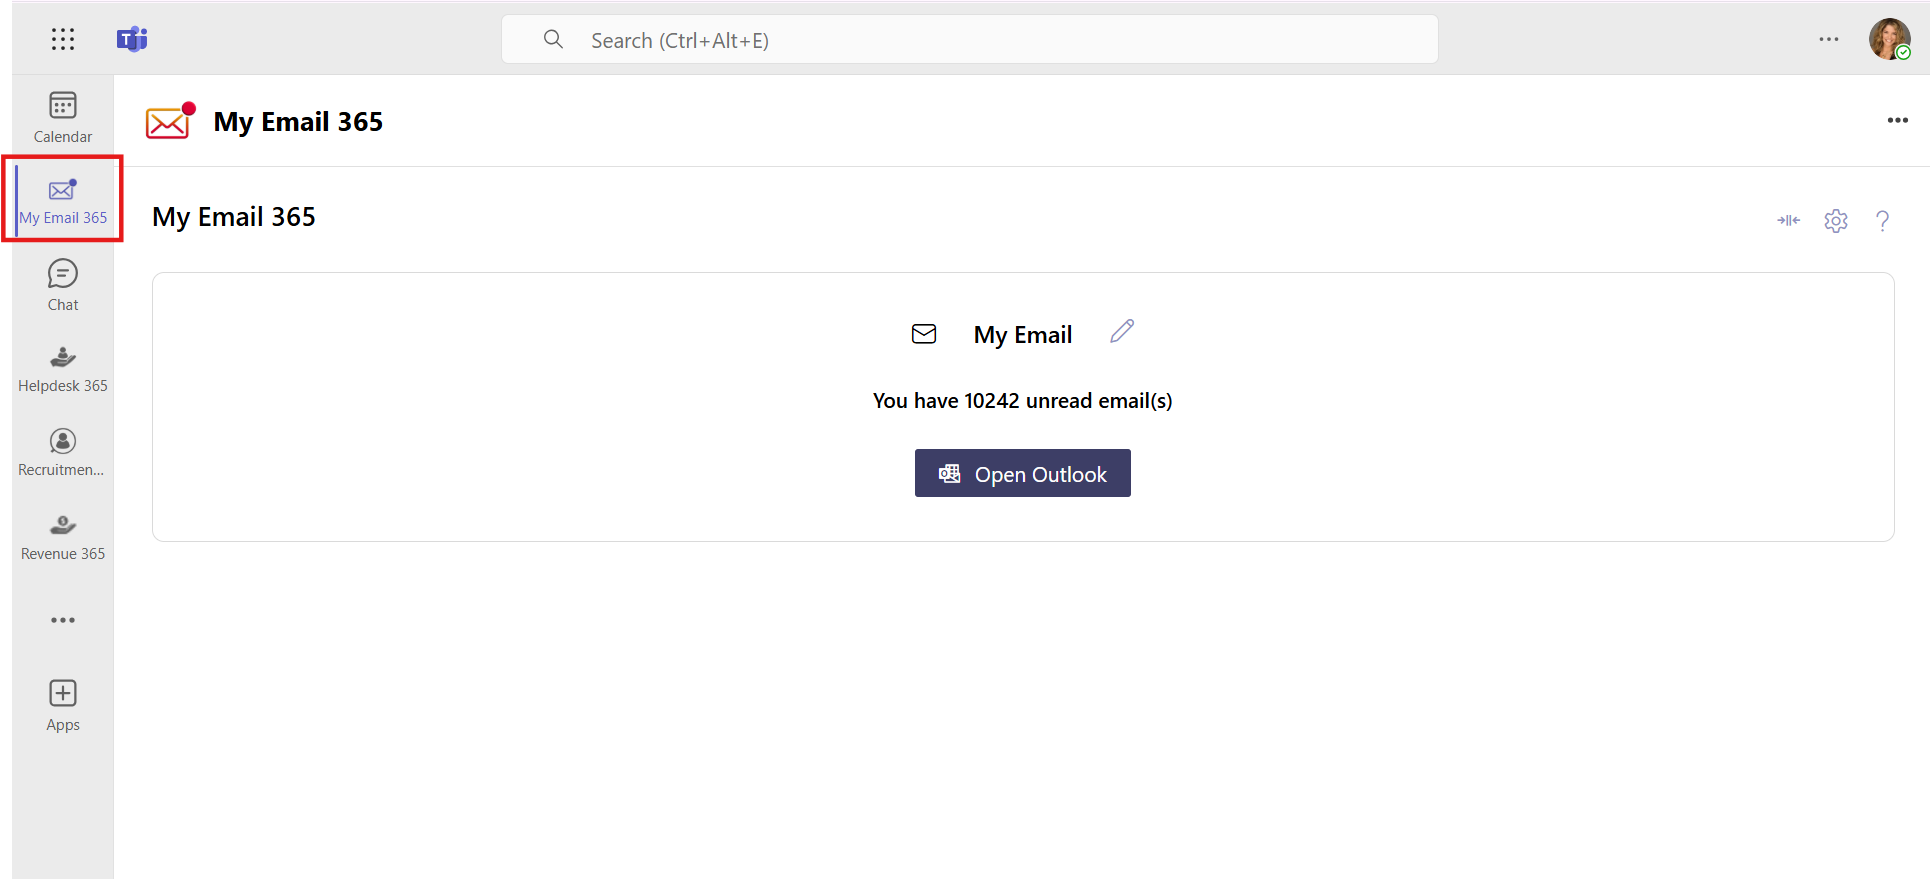 Search (Ctrl+Alt+E)
Calendar
My Email 365
Chat
Helpdesk 365
Recruitmen...
Revenue 365
Apps
My Email 365
My Email 365
My Email
You have 10242 unread email(s)
Open Outlook